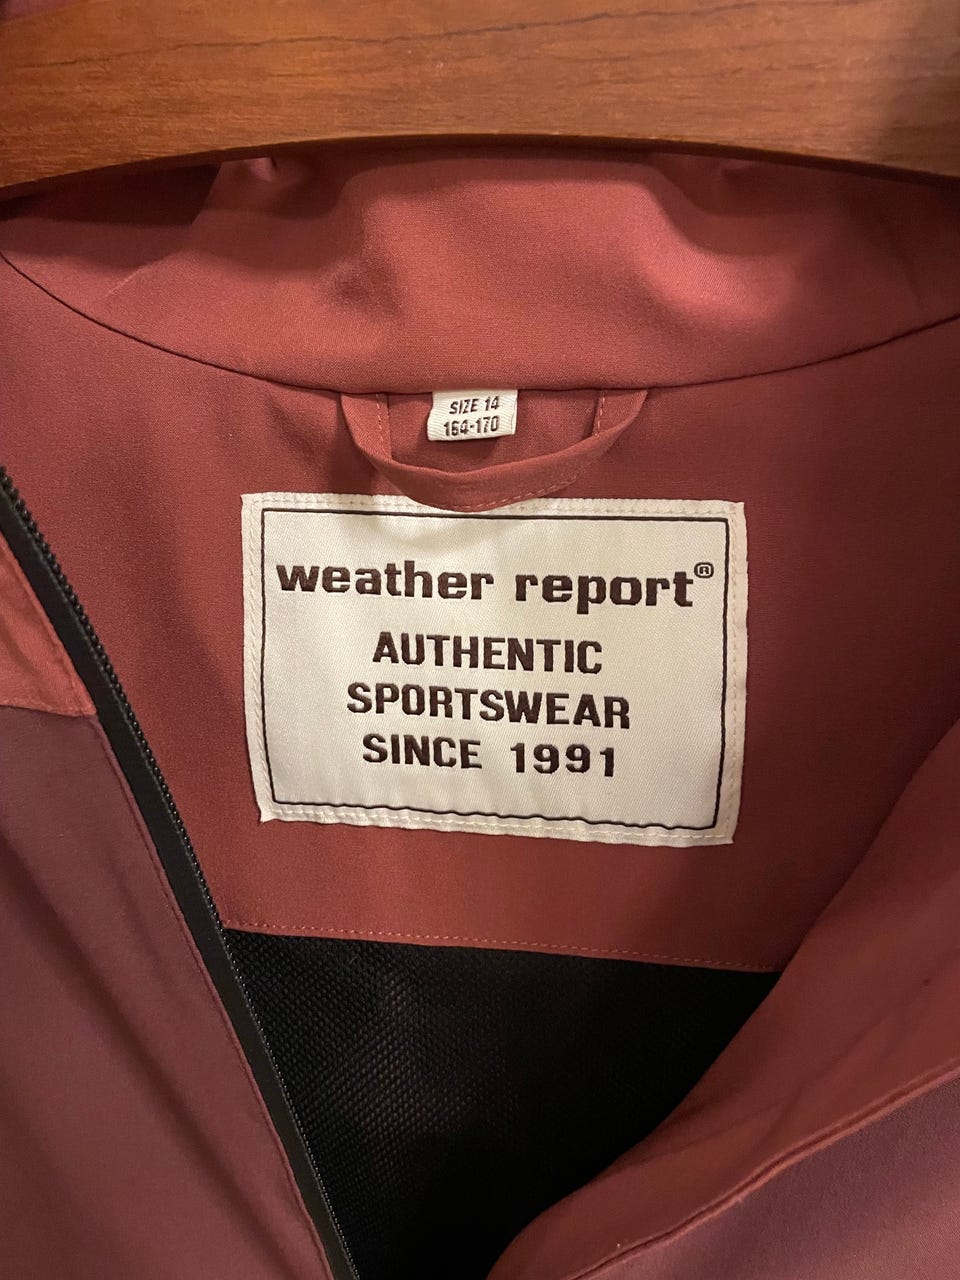 SIZE 14
164-170
weather report®
AUTHENTIC
SPORTSWEAR
SINCE 1991